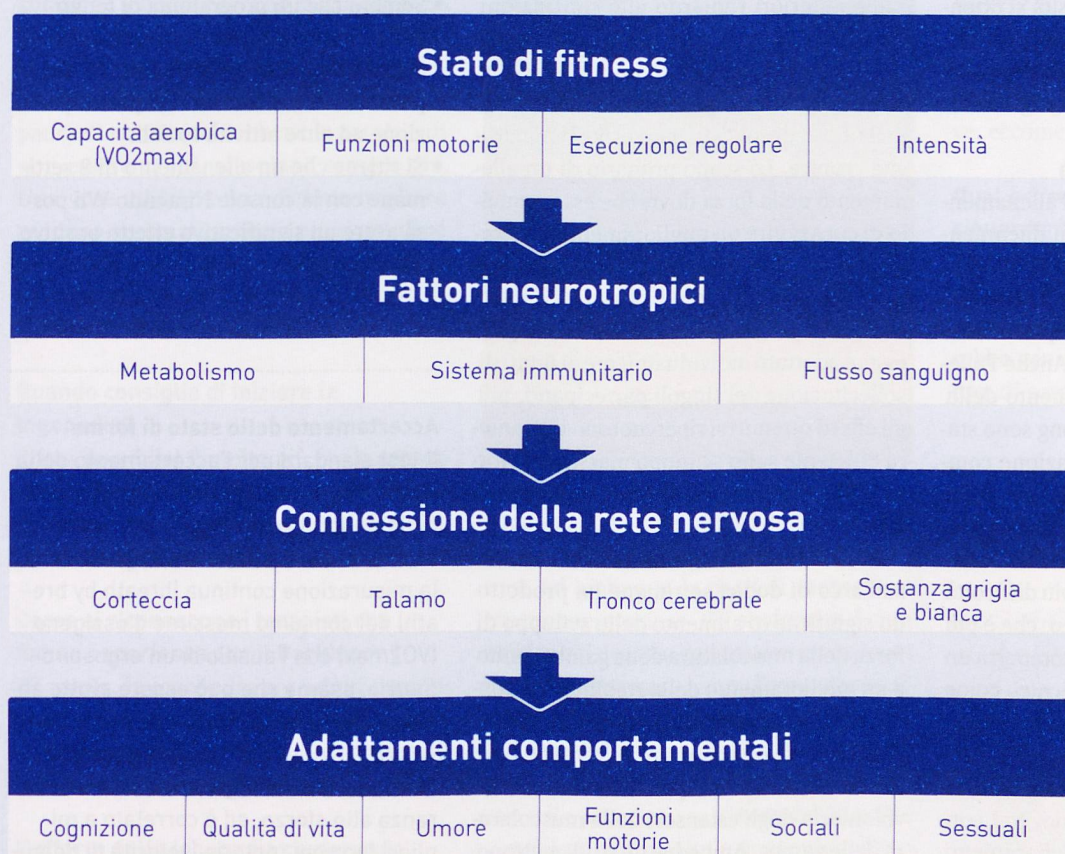 Stato di fitness
Capacità aerobica
(VO2max)
Funzioni motorie
Esecuzione regolare
Intensità
Fattori neurotropici
Metabolismo
Sistema immunitario
Flusso sanguigno
Connessione della rete nervosa
Corteccia
Talamo
Tronco cerebrale
Sostanza grigia
e bianca
Adattamenti comportamentali
Cognizione
Qualità di vita
Umore
Funzioni
motorie
Sociali
Sessuali